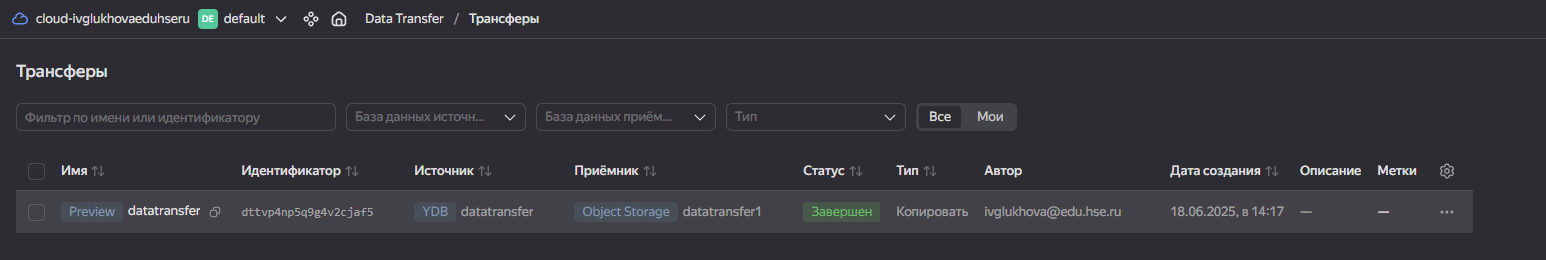 cloud-ivglukhovaeduhseru DE default Data Transfer / Трансферы
Трансферы
Фильтр по имени или идентификатору База данных источн... База данных приём... Тип Все Мои
Имя Идентификатор Источник Приёмник Статус Тип Автор Дата создания Описание Метки
Preview datatransfer dttvp4np5q9g4v2cjaf5 YDB datatransfer Object Storage datatransfer1 Завершен Копировать ivglukhova@edu.hse.ru 18.06.2025, в 14:17 — —